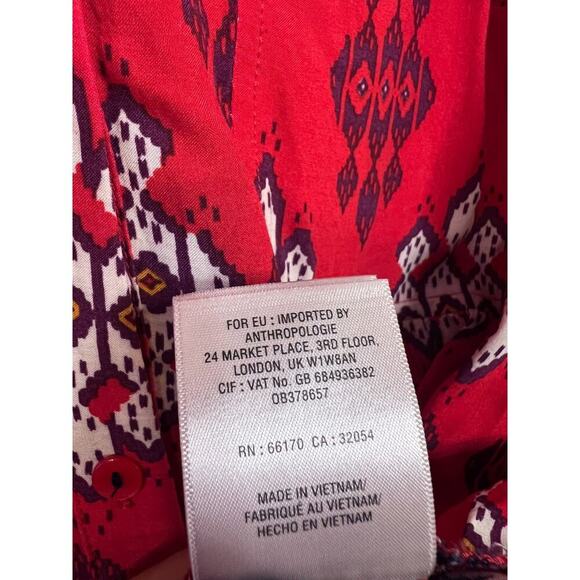 FOR EU : IMPORTED BY
ANTHROPOLOGIE
24 MARKET PLACE, 3RD FLOOR,
LONDON, UK W1W8AN
CIF : VAT No. GB 684936382
OB378657
RN : 66170 CA : 32054
MADE IN VIETNAM/
FABRIQUÉ AU VIETNAM/
HECHO EN VIETNAM